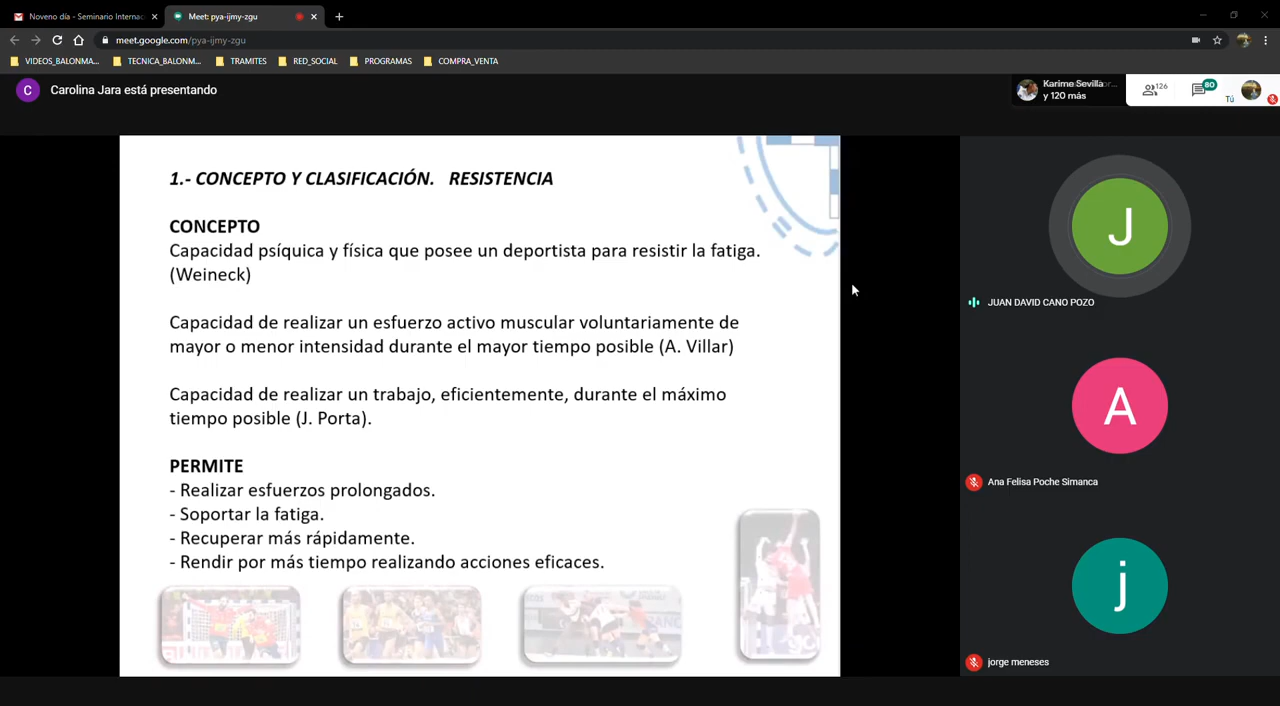 Noveno día - Seminario Internac
Meet: pya-ijmy-zgu
meet.google.com/pya-ijmy-zgu
VIDEOS_BALONMA...
TECNICA_BALONM...
TRAMITES
RED_SOCIAL
PROGRAMAS
COMPRA_VENTA
C
Carolina Jara está presentando
Karime Sevilla
y 120 más
126
80
Tú
1.- CONCEPTO Y CLASIFICACIÓN. RESISTENCIA
CONCEPTO
Capacidad psíquica y física que posee un deportista para resistir la fatiga.
(Weineck)
Capacidad de realizar un esfuerzo activo muscular voluntariamente de
mayor o menor intensidad durante el mayor tiempo posible (A. Villar)
Capacidad de realizar un trabajo, eficientemente, durante el máximo
tiempo posible (J. Porta).
PERMITE
- Realizar esfuerzos prolongados.
- Soportar la fatiga.
- Recuperar más rápidamente.
- Rendir por más tiempo realizando acciones eficaces.
J
JUAN DAVID CANO POZO
A
Ana Felisa Poche Simanca
j
jorge meneses